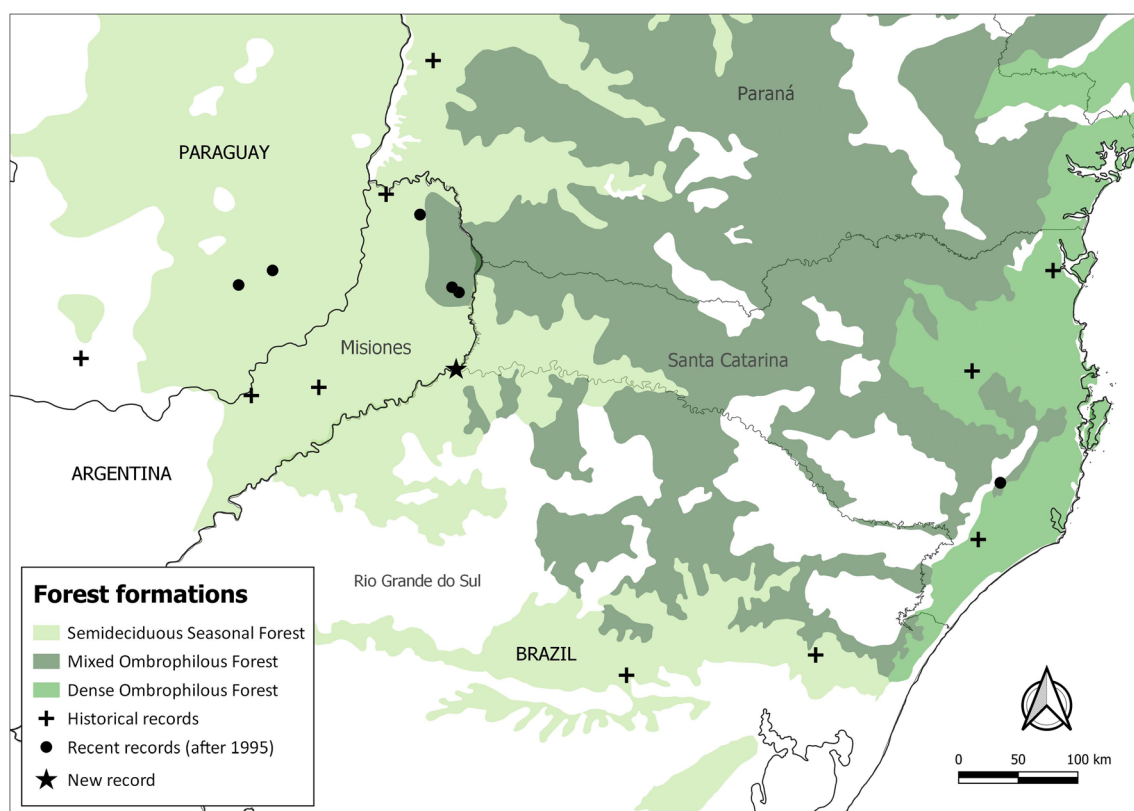 Paraná
PARAGUAY
Misiones
Santa Catarina
ARGENTINA
Rio Grande do Sul
BRAZIL
Forest formations
Semideciduous Seasonal Forest
Mixed Ombrophilous Forest
Dense Ombrophilous Forest
Historical records
Recent records (after 1995)
New record
0 50 100 km